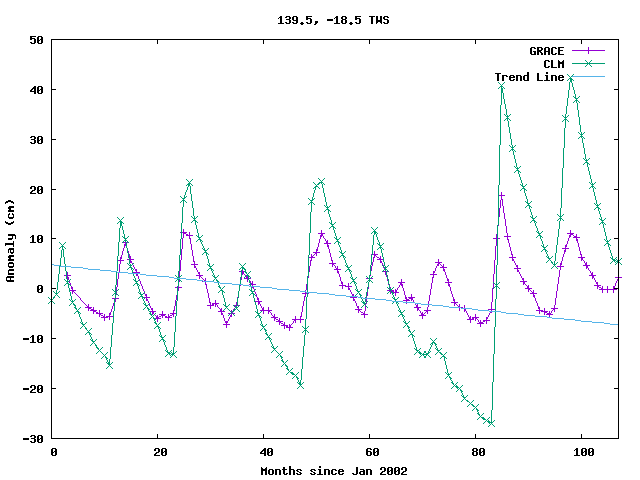 139.5, -18.5 TWS
GRACE
CLM
Trend Line
50
40
30
20
10
0
-10
-20
-30
Anomaly (cm)
0 20 40 60 80 100
Months since Jan 2002